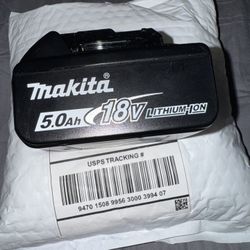 makita
5.0Ah 18V LITHIUM-ION
USPS TRACKING #
9470 1508 9956 3000 3994 07